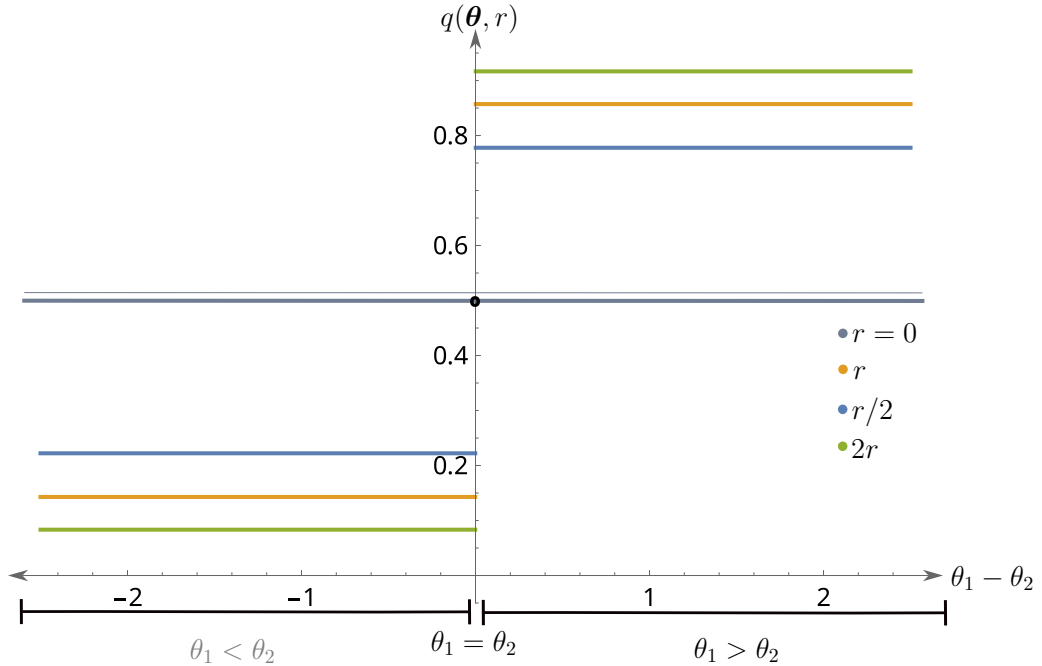 q(θ, r)
0.8
0.6
0.4
0.2
r = 0
r
r/2
2r
−2 −1 1 2
θ₁ − θ₂
θ₁ < θ₂ θ₁ = θ₂ θ₁ > θ₂